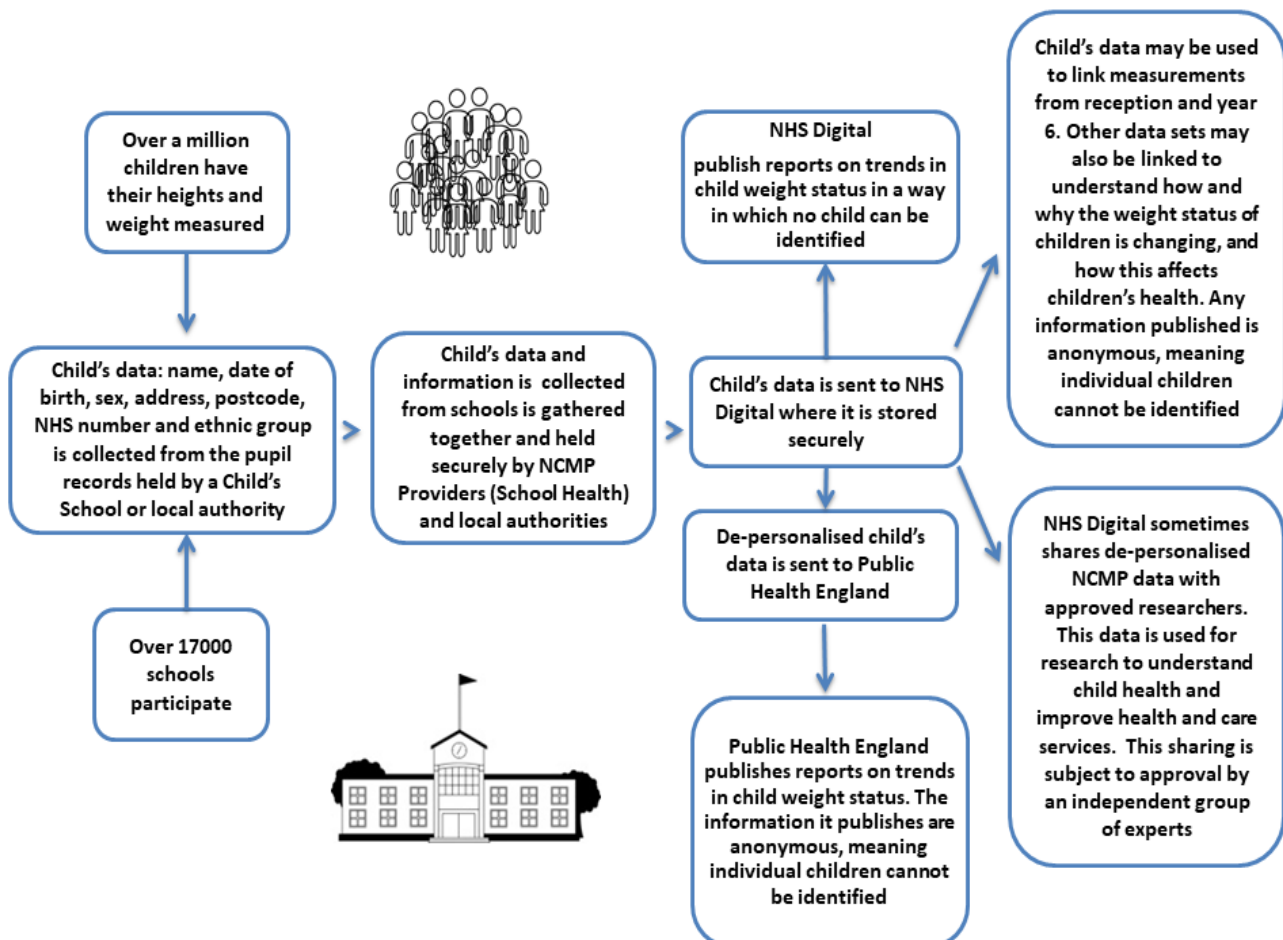 Over a million
children have
their heights and
weight measured
Child’s data: name, date of
birth, sex, address, postcode,
NHS number and ethnic group
is collected from the pupil
records held by a Child’s
School or local authority
Over 17000
schools
participate
Child’s data and
information is  collected
from schools is gathered
together and held
securely by NCMP
Providers (School Health)
and local authorities
NHS Digital
publish reports on trends in
child weight status in a way
in which no child can be
identified
Child’s data is sent to NHS
Digital where it is stored
securely
De-personalised child’s
data is sent to Public
Health England
Public Health England
publishes reports on trends
in child weight status. The
information it publishes are
anonymous, meaning
individual children cannot
be identified
Child’s data may be used
to link measurements
from reception and year
6. Other data sets may
also be linked to
understand how and
why the weight status of
children is changing, and
how this affects
children’s health. Any
information published is
anonymous, meaning
individual children
cannot be identified
NHS Digital sometimes
shares de-personalised
NCMP data with
approved researchers.
This data is used for
research to understand
child health and
improve health and care
services.  This sharing is
subject to approval by
an independent group
of experts